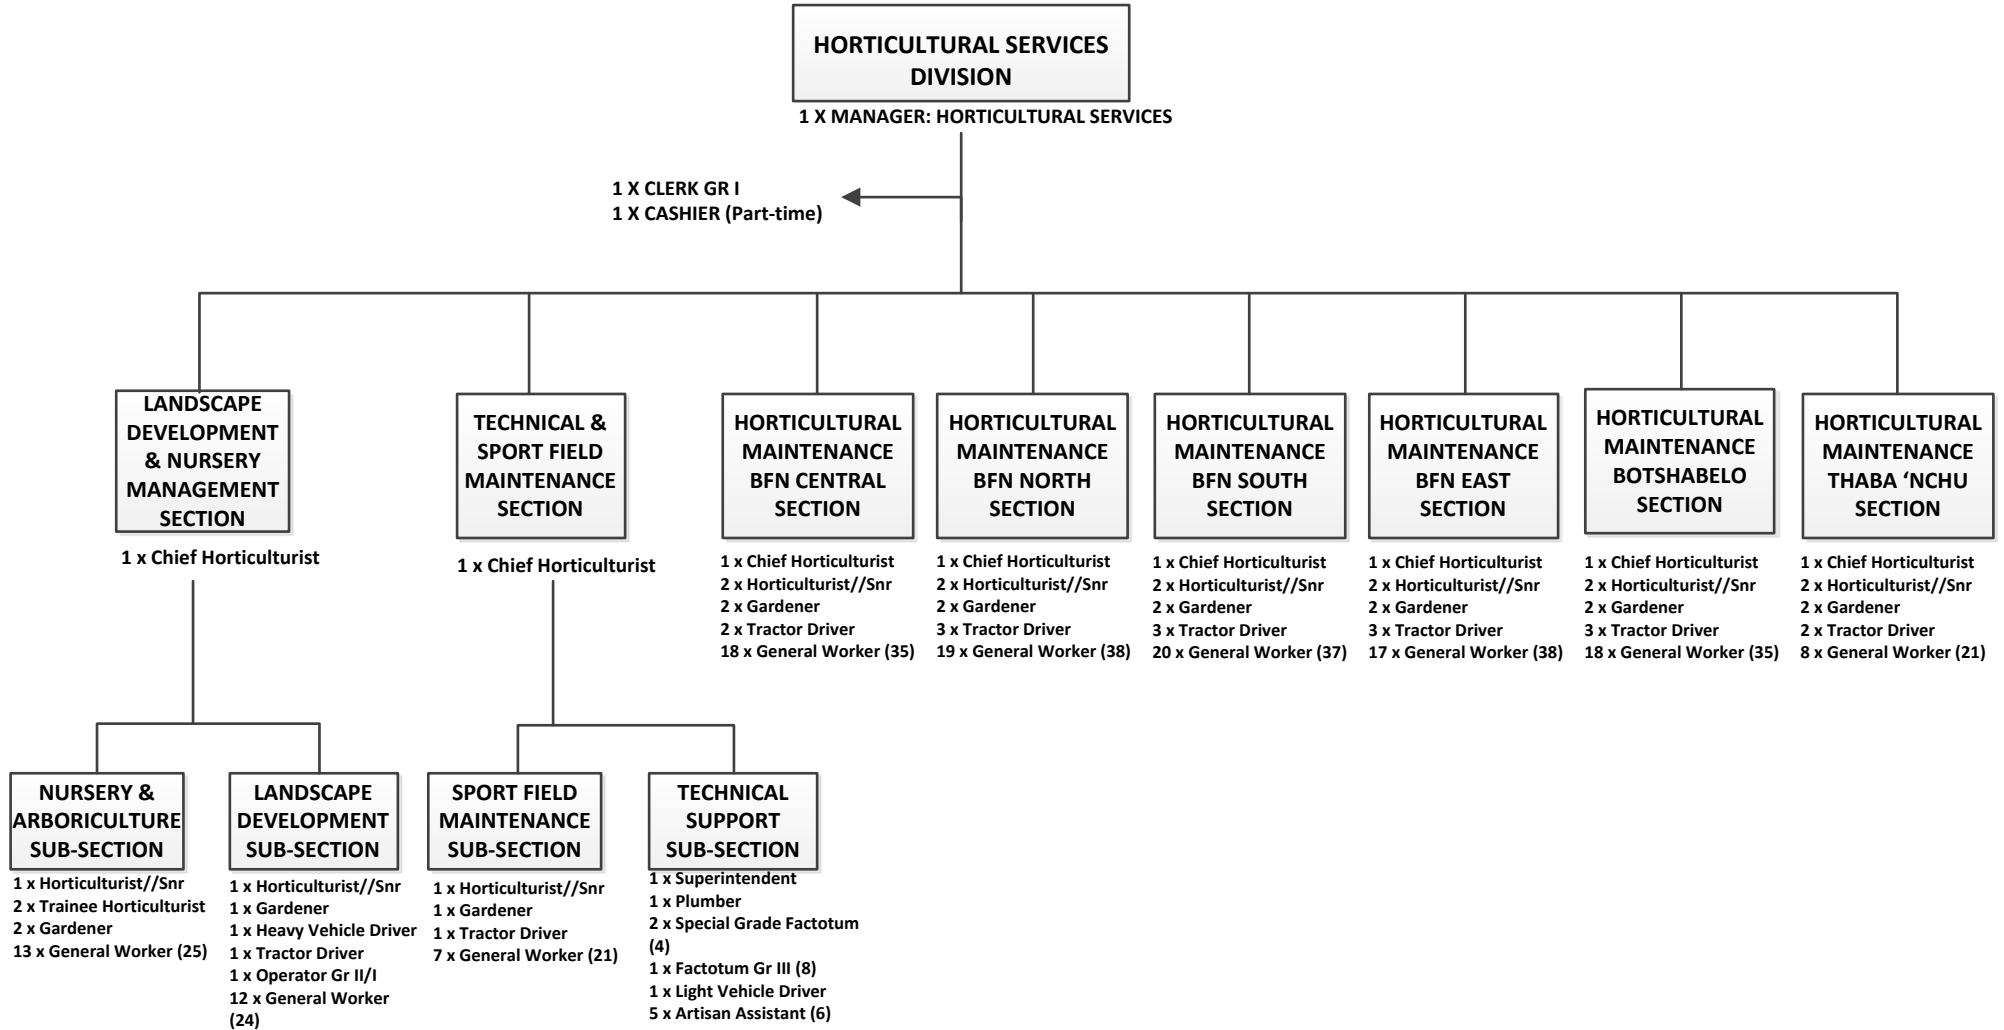 HORTICULTURAL SERVICES
DIVISION
1 X MANAGER: HORTICULTURAL SERVICES
1 X CLERK GR I
1 X CASHIER (Part-time)
LANDSCAPE
DEVELOPMENT
& NURSERY
MANAGEMENT
SECTION
1 x Chief Horticulturist
TECHNICAL &
SPORT FIELD
MAINTENANCE
SECTION
1 x Chief Horticulturist
HORTICULTURAL
MAINTENANCE
BFN CENTRAL
SECTION
1 x Chief Horticulturist
2 x Horticulturist//Snr
2 x Gardener
2 x Tractor Driver
18 x General Worker (35)
HORTICULTURAL
MAINTENANCE
BFN NORTH
SECTION
1 x Chief Horticulturist
2 x Horticulturist//Snr
2 x Gardener
3 x Tractor Driver
19 x General Worker (38)
HORTICULTURAL
MAINTENANCE
BFN SOUTH
SECTION
1 x Chief Horticulturist
2 x Horticulturist//Snr
2 x Gardener
3 x Tractor Driver
20 x General Worker (37)
HORTICULTURAL
MAINTENANCE
BFN EAST
SECTION
1 x Chief Horticulturist
2 x Horticulturist//Snr
2 x Gardener
3 x Tractor Driver
17 x General Worker (38)
HORTICULTURAL
MAINTENANCE
BOTSHABELO
SECTION
1 x Chief Horticulturist
2 x Horticulturist//Snr
2 x Gardener
3 x Tractor Driver
18 x General Worker (35)
HORTICULTURAL
MAINTENANCE
THABA ‘NCHU
SECTION
1 x Chief Horticulturist
2 x Horticulturist//Snr
2 x Gardener
2 x Tractor Driver
8 x General Worker (21)
NURSERY &
ARBORICULTURE
SUB-SECTION
1 x Horticulturist//Snr
2 x Trainee Horticulturist
2 x Gardener
13 x General Worker (25)
LANDSCAPE
DEVELOPMENT
SUB-SECTION
1 x Horticulturist//Snr
1 x Gardener
1 x Heavy Vehicle Driver
1 x Tractor Driver
1 x Operator Gr II/I
12 x General Worker
(24)
SPORT FIELD
MAINTENANCE
SUB-SECTION
1 x Horticulturist//Snr
1 x Gardener
1 x Tractor Driver
7 x General Worker (21)
TECHNICAL
SUPPORT
SUB-SECTION
1 x Superintendent
1 x Plumber
2 x Special Grade Factotum
(4)
1 x Factotum Gr III (8)
1 x Light Vehicle Driver
5 x Artisan Assistant (6)